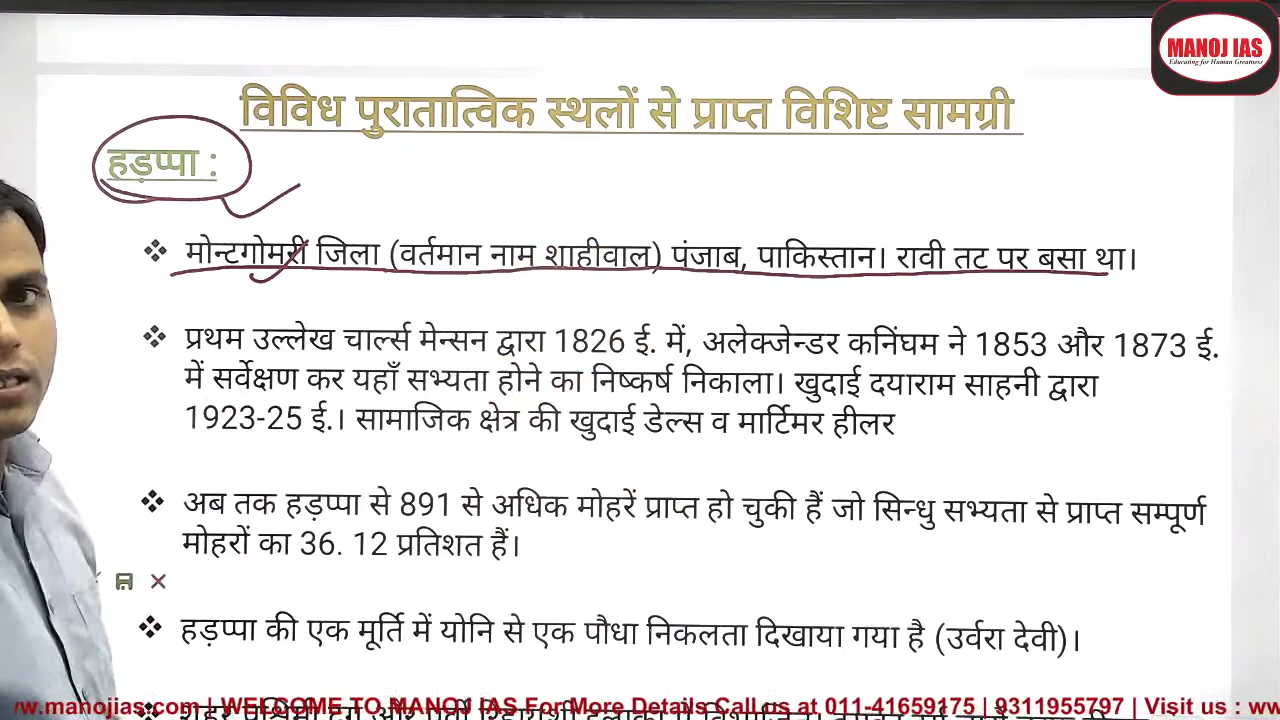 MANOJ IAS
Educating for Human Greatness
विविध पुरातात्विक स्थलों से प्राप्त विशिष्ट सामग्री
हड़प्पा :
❖ मोन्टगोमरी जिला (वर्तमान नाम शाहीवाल) पंजाब, पाकिस्तान। रावी तट पर बसा था।
❖ प्रथम उल्लेख चार्ल्स मेन्सन द्वारा 1826 ई. में, अलेक्जेन्डर कनिंघम ने 1853 और 1873 ई.
में सर्वेक्षण कर यहाँ सभ्यता होने का निष्कर्ष निकाला। खुदाई दयाराम साहनी द्वारा
1923-25 ई.। सामाजिक क्षेत्र की खुदाई डेल्स व मार्टिमर हीलर
❖ अब तक हड़प्पा से 891 से अधिक मोहरें प्राप्त हो चुकी हैं जो सिन्धु सभ्यता से प्राप्त सम्पूर्ण
मोहरों का 36. 12 प्रतिशत हैं।
❖ हड़प्पा की एक मूर्ति में योनि से एक पौधा निकलता दिखाया गया है (उर्वरा देवी)।
www.manojias.com | WELCOME TO MANOJ IAS For More Details Call us at 011-41659175 | 9311955797 | Visit us : ww